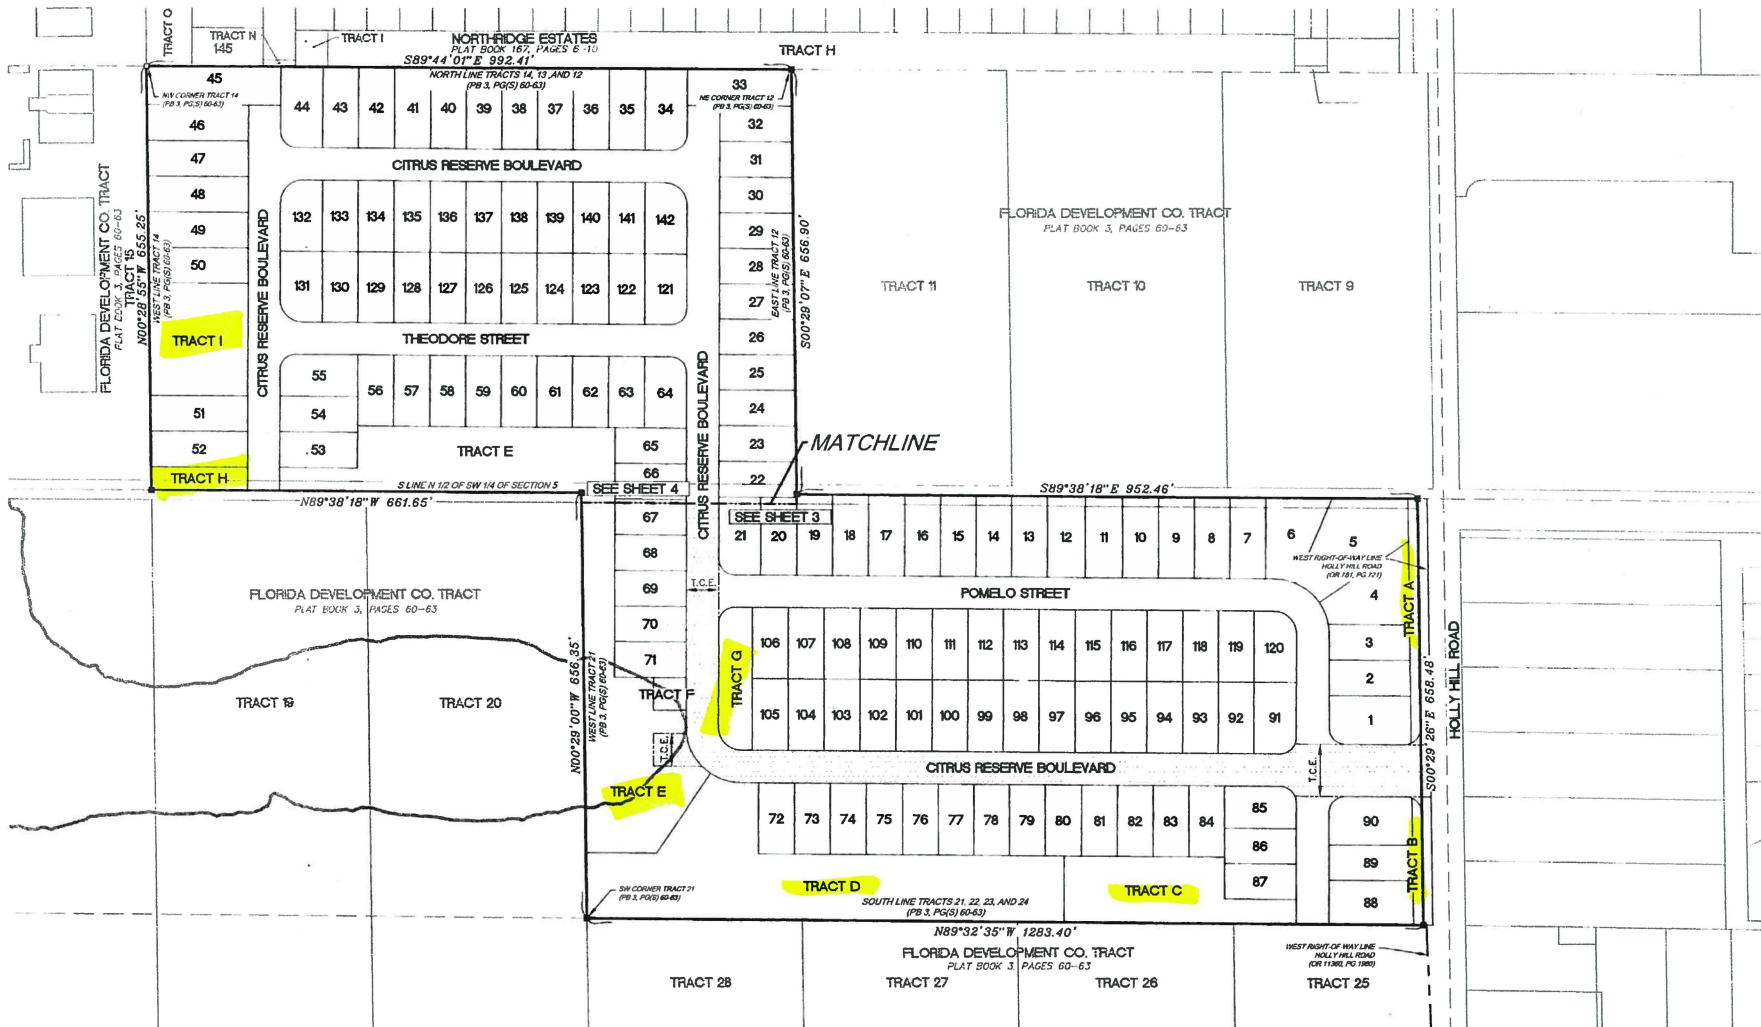 TRACT O
TRACT N
145
TRACT I
NORTHRIDGE ESTATES
PLAT BOOK 167, PAGES 6-10
TRACT H
S89°44'01"E 992.41'
NORTH LINE TRACTS 14, 13, AND 12
(PB 3, PG(S) 60-63)
NW CORNER TRACT 14
(PB 3, PG(S) 60-63)
NE CORNER TRACT 12
(PB 3, PG(S) 60-63)
45
33
44 43 42 41 40 39 38 37 36 35 34
46
32
47
31
CITRUS RESERVE BOULEVARD
48
30
49
29
50
28
27
132 133 134 135 136 137 138 139 140 141 142
131 130 129 128 127 126 125 124 123 122 121
FLORIDA DEVELOPMENT CO. TRACT
PLAT BOOK 3, PAGES 60-63
TRACT 15
N00°28'55"W 655.25'
WEST LINE TRACT 14
(PB 3, PG(S) 60-63)
CITRUS RESERVE BOULEVARD
EAST LINE TRACT 12
(PB 3, PG(S) 60-63)
S00°29'07"E 656.90'
FLORIDA DEVELOPMENT CO. TRACT
PLAT BOOK 3, PAGES 60-63
TRACT 11
TRACT 10
TRACT 9
TRACT I
THEODORE STREET
26
25
24
23
22
55
54
53
56 57 58 59 60 61 62 63 64
51
52
TRACT H
TRACT E
65
66
CITRUS RESERVE BOULEVARD
MATCHLINE
S LINE N 1/2 OF SW 1/4 OF SECTION 5
SEE SHEET 4
N89°38'18"W 661.65'
S89°38'18"E 952.46'
SEE SHEET 3
67
68
69
70
71
21 20 19 18 17 16 15 14 13 12 11 10 9 8 7 6
5
WEST RIGHT-OF-WAY LINE
HOLLY HILL ROAD
(OR 781, PG 721)
4
3
2
1
TRACT A
FLORIDA DEVELOPMENT CO. TRACT
PLAT BOOK 3, PAGES 60-63
T.C.E.
POMELO STREET
106 107 108 109 110 111 112 113 114 115 116 117 118 119 120
105 104 103 102 101 100 99 98 97 96 95 94 93 92 91
TRACT G
TRACT F
TRACT 19
TRACT 20
N00°29'00"W 656.35'
WEST LINE TRACT 21
(PB 3, PG(S) 60-63)
T.C.E.
CITRUS RESERVE BOULEVARD
T.C.E.
S00°29'26"E 658.48'
HOLLY HILL ROAD
TRACT E
72 73 74 75 76 77 78 79 80 81 82 83 84
85
86
87
90
89
88
TRACT B
TRACT D
TRACT C
SW CORNER TRACT 21
(PB 3, PG(S) 60-63)
SOUTH LINE TRACTS 21, 22, 23, AND 24
(PB 3, PG(S) 60-63)
N89°32'35"W 1283.40'
FLORIDA DEVELOPMENT CO. TRACT
PLAT BOOK 3, PAGES 60-63
WEST RIGHT-OF WAY LINE
HOLLY HILL ROAD
(OR 11360, PG 1980)
TRACT 28
TRACT 27
TRACT 26
TRACT 25